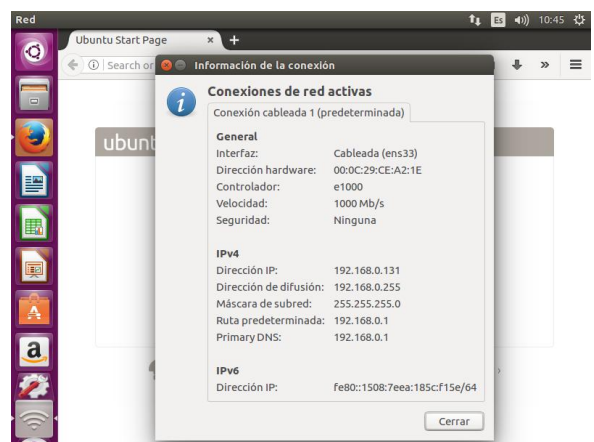 Red
Es
10:45
Ubuntu Start Page
Search or
Información de la conexión
ubunt
Conexiones de red activas
Conexión cableada 1 (predeterminada)
General
Interfaz: Cableada (ens33)
Dirección hardware: 00:0C:29:CE:A2:1E
Controlador: e1000
Velocidad: 1000 Mb/s
Seguridad: Ninguna
IPv4
Dirección IP: 192.168.0.131
Dirección de difusión: 192.168.0.255
Máscara de subred: 255.255.255.0
Ruta predeterminada: 192.168.0.1
Primary DNS: 192.168.0.1
IPv6
Dirección IP: fe80::1508:7eea:185c:f15e/64
Cerrar